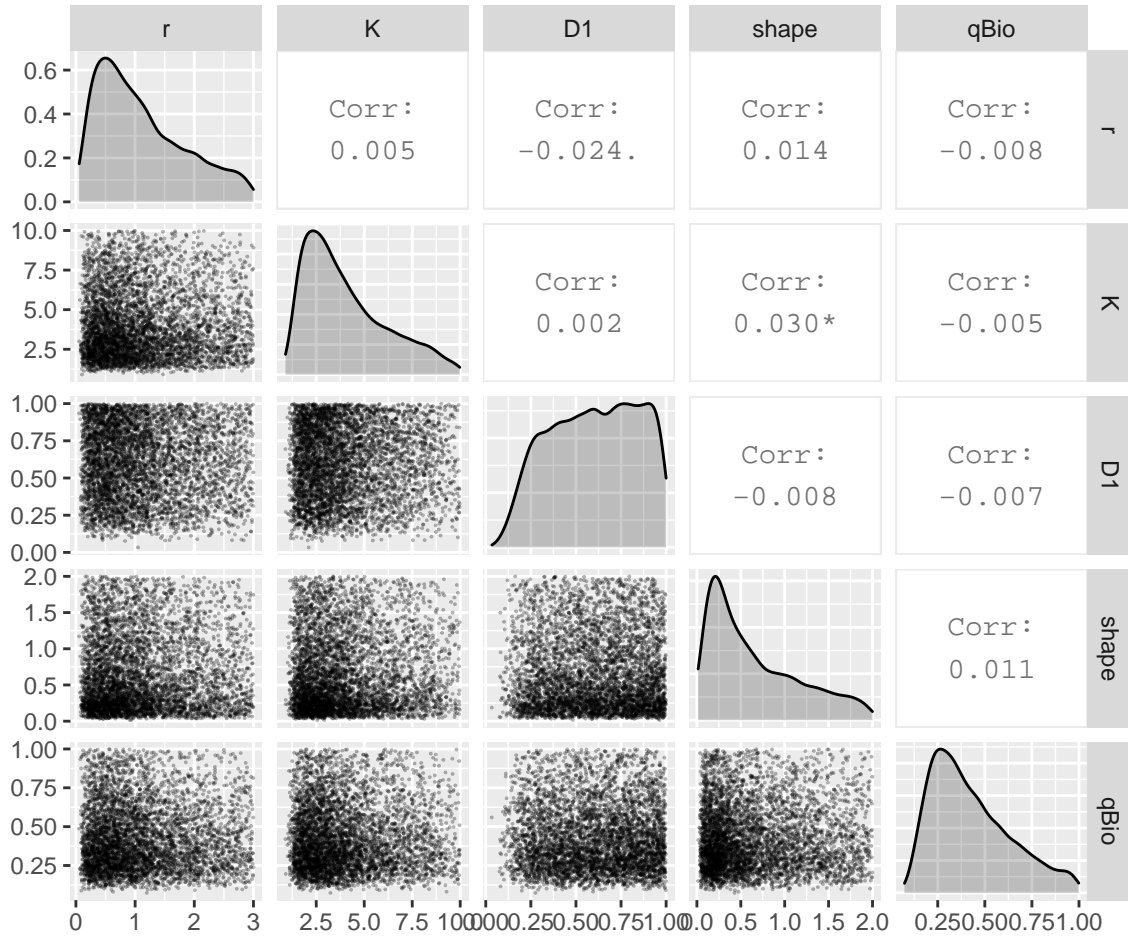 r K D1 shape qBio
0.6
0.4
0.2
0.0
Corr:
0.005
Corr:
−0.024.
Corr:
0.014
Corr:
−0.008
r
10.0
7.5
5.0
2.5
Corr:
0.002
Corr:
0.030*
Corr:
−0.005
K
1.00
0.75
0.50
0.25
0.00
Corr:
−0.008
Corr:
−0.007
D1
2.0
1.5
1.0
0.5
0.0
Corr:
0.011
shape
1.00
0.75
0.50
0.25
qBio
0 1 2 3 2.5 5.0 7.5 10.0 0.00 0.25 0.50 0.75 1.00 0.0 0.5 1.0 1.5 2.0 0.25 0.50 0.75 1.00